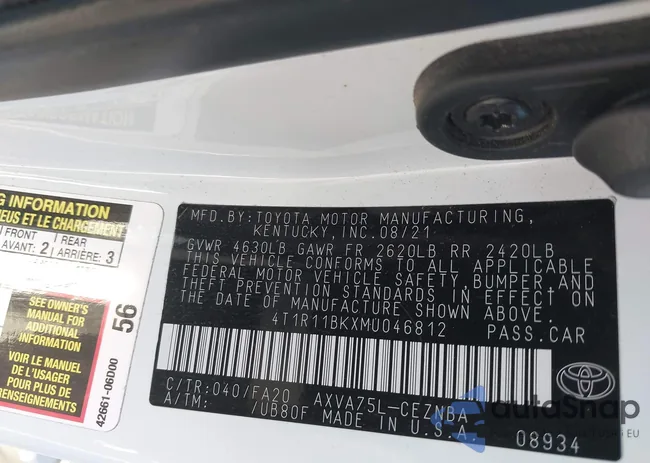 G INFORMATION
NEUS ET LE CHARGEMENT
FRONT
AVANT: 2
REAR
ARRIÈRE: 3
SEE OWNER'S
MANUAL FOR
ADDITIONAL
INFORMATION
VOIR LE MANUEL
DE L'USAGER
POUR PLUS DE
RENSEIGNEMENTS
56
42661-06D00
MFD. BY: TOYOTA MOTOR MANUFACTURING,
KENTUCKY, INC. 08/21
GVWR 4630LB GAWR FR 2620LB RR 2420LB
THIS VEHICLE CONFORMS TO ALL APPLICABLE
FEDERAL MOTOR VEHICLE SAFETY, BUMPER, AND
THEFT PREVENTION STANDARDS IN EFFECT ON
THE DATE OF MANUFACTURE SHOWN ABOVE.
4T1R11BKXMU046812 PASS.CAR
C/TR: 040/FA20 AXVA75L-CEZNBA
A/TM: /UB80F MADE IN U.S.A.
08934
TOYOTA
autoSnap